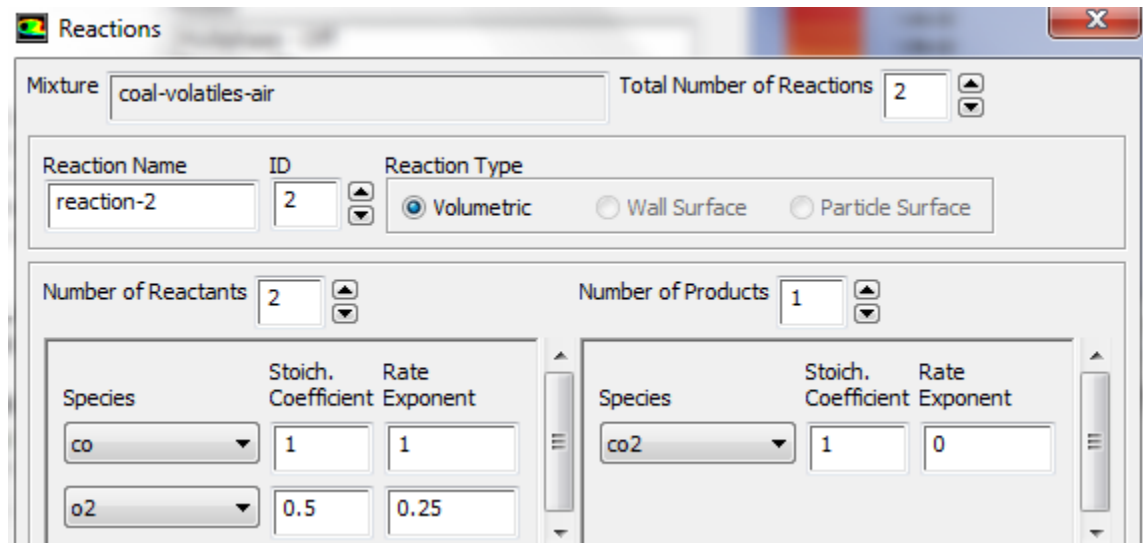 Reactions
Mixture coal-volatiles-air Total Number of Reactions 2
Reaction Name ID Reaction Type
reaction-2 2 Volumetric Wall Surface Particle Surface
Number of Reactants 2 Number of Products 1
Species Stoich. Coefficient Rate Exponent Species Stoich. Coefficient Rate Exponent
co 1 1 co2 1 0
o2 0.5 0.25